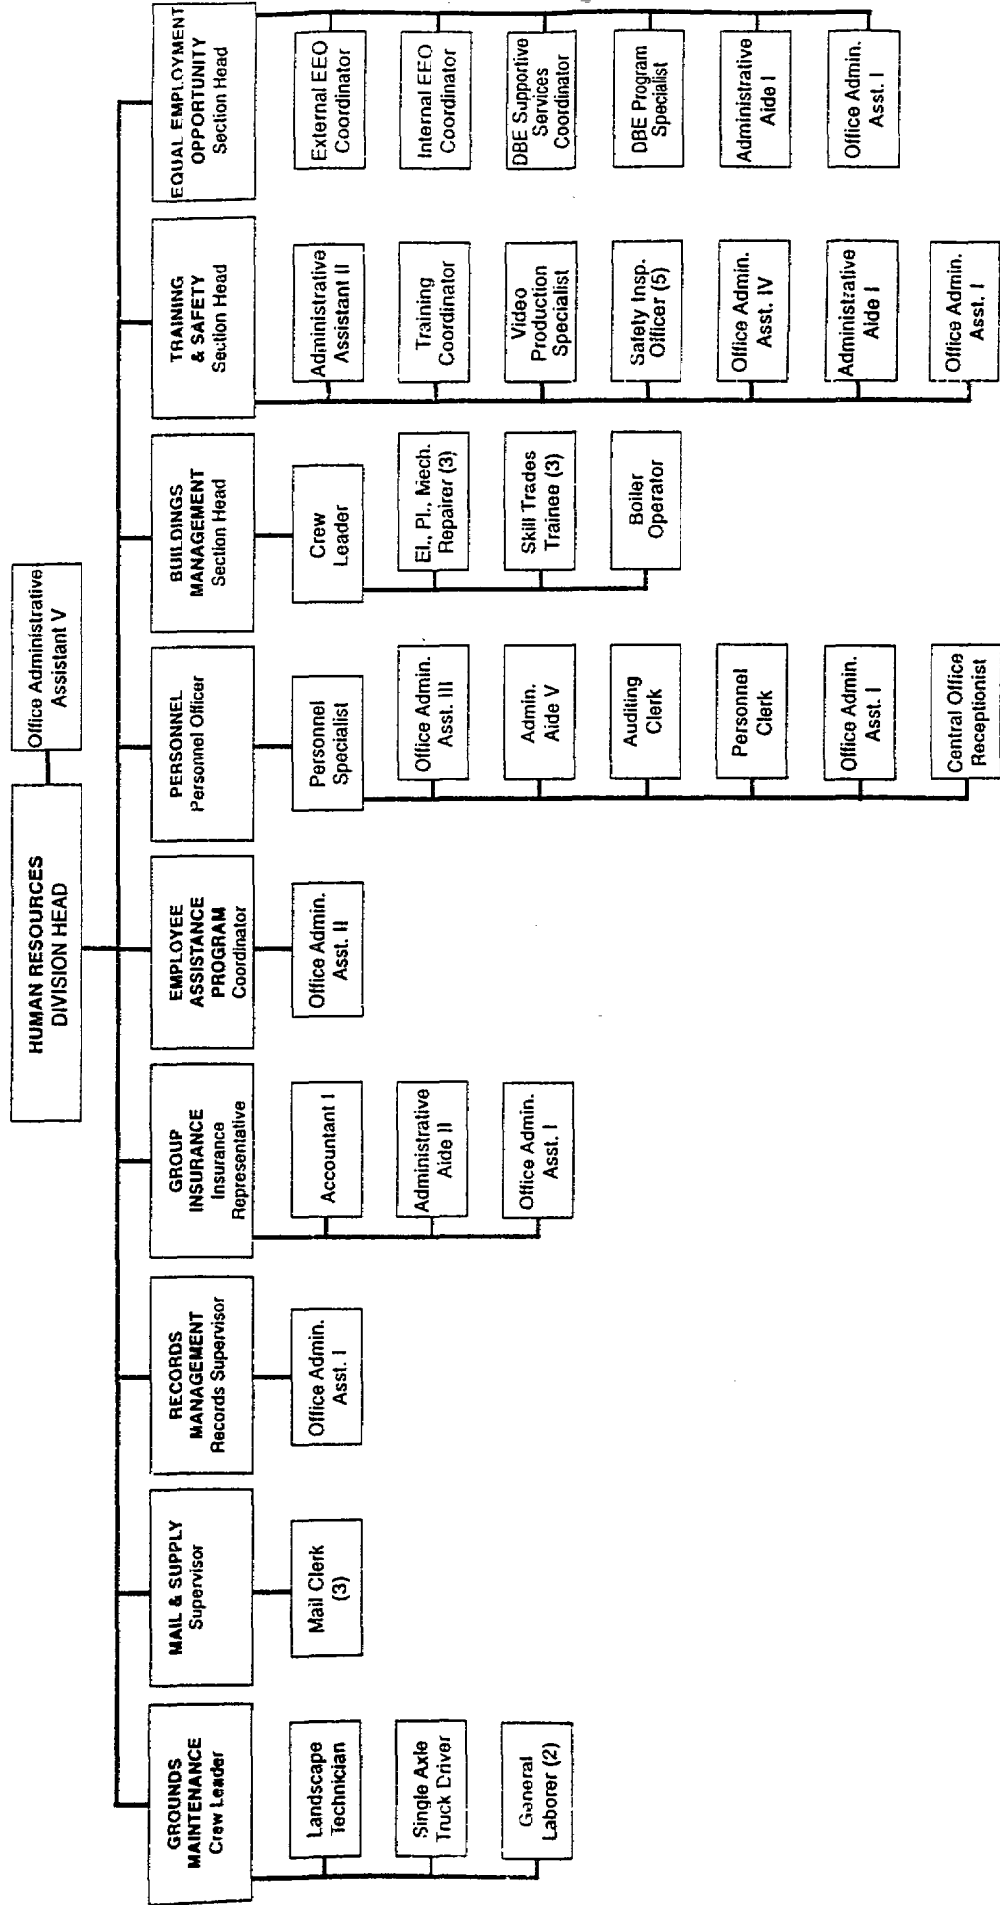 HUMAN RESOURCES
DIVISION HEAD
Office Administrative
Assistant V
GROUNDS
MAINTENANCE
Crew Leader
Landscape
Technician
Single Axle
Truck Driver
General
Laborer (2)
MAIL & SUPPLY
Supervisor
Mail Clerk
(3)
RECORDS
MANAGEMENT
Records Supervisor
Office Admin.
Asst. I
GROUP
INSURANCE
Insurance
Representative
Accountant I
Administrative
Aide II
Office Admin.
Asst. I
EMPLOYEE
ASSISTANCE
PROGRAM
Coordinator
Office Admin.
Asst. II
PERSONNEL
Personnel Officer
Personnel
Specialist
Office Admin.
Asst. III
Admin.
Aide V
Auditing
Clerk
Personnel
Clerk
Office Admin.
Asst. I
Central Office
Receptionist
BUILDINGS
MANAGEMENT
Section Head
Crew
Leader
El., Pl., Mech.
Repairer (3)
Skill Trades
Trainee (3)
Boiler
Operator
TRAINING
& SAFETY
Section Head
Administrative
Assistant II
Training
Coordinator
Video
Production
Specialist
Safety Insp.
Officer (5)
Office Admin.
Asst. IV
Administrative
Aide I
Office Admin.
Asst. I
EQUAL EMPLOYMENT
OPPORTUNITY
Section Head
External EEO
Coordinator
Internal EEO
Coordinator
DBE Supportive
Services
Coordinator
DBE Program
Specialist
Administrative
Aide I
Office Admin.
Asst. I